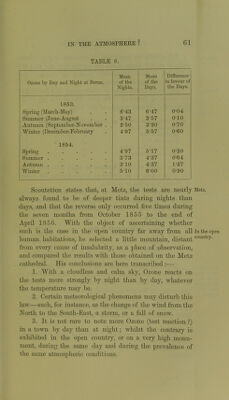 IN THE ATMOSPHERE? 61
TABLE 6.
Ozone by Day and Night at Berne. Mean of the Nights. Mean of the Days. Difference in favour of the Days.
1853.
Spring (March-May) 6·43 6·47 0·04
Summer (June-August 3·47 3·57 0·10
Autumn (September-November . 2·50 3·20 0·70
Winter (December-February 4·97 5·57 0·60
1854.
Spring 4·97 5·17 0·20
Summer 3·73 4·37 0·64
Autumn 3·10 4·37 1·27
Winter 5·10 6·00 0·90
Scoutetten states that, at Metz, the tests are nearly Metz.
always found to be of deeper tints during nights than
days, and that the reverse only occurred five times during
the seven months from October 1855 to the end of
April 1856. With the object of ascertaining whether
such is the case in the open country far away from all In the open
human habitations, he selected a little mountain, distant country.
from every cause of insalubrity, as a place of observation,
and compared the results with those obtained on the Metz
cathedral. His conclusions are here transcribed:—
1. With a cloudless and calm sky, Ozone reacts on
the tests more strongly by night than by day, whatever
the temperature may be.
2. Certain meteorological phenomena may disturb this
law—such, for instance, as the change of the wind from the
North to the South-East, a storm, or a fall of snow.
3. It is not rare to note more Ozone (test reaction?)
in a town by day than at night; whilst the contrary is
exhibited in the open country, or on a very high monu-
ment, during the same day and during the prevalence of
the same atmospheric conditions.